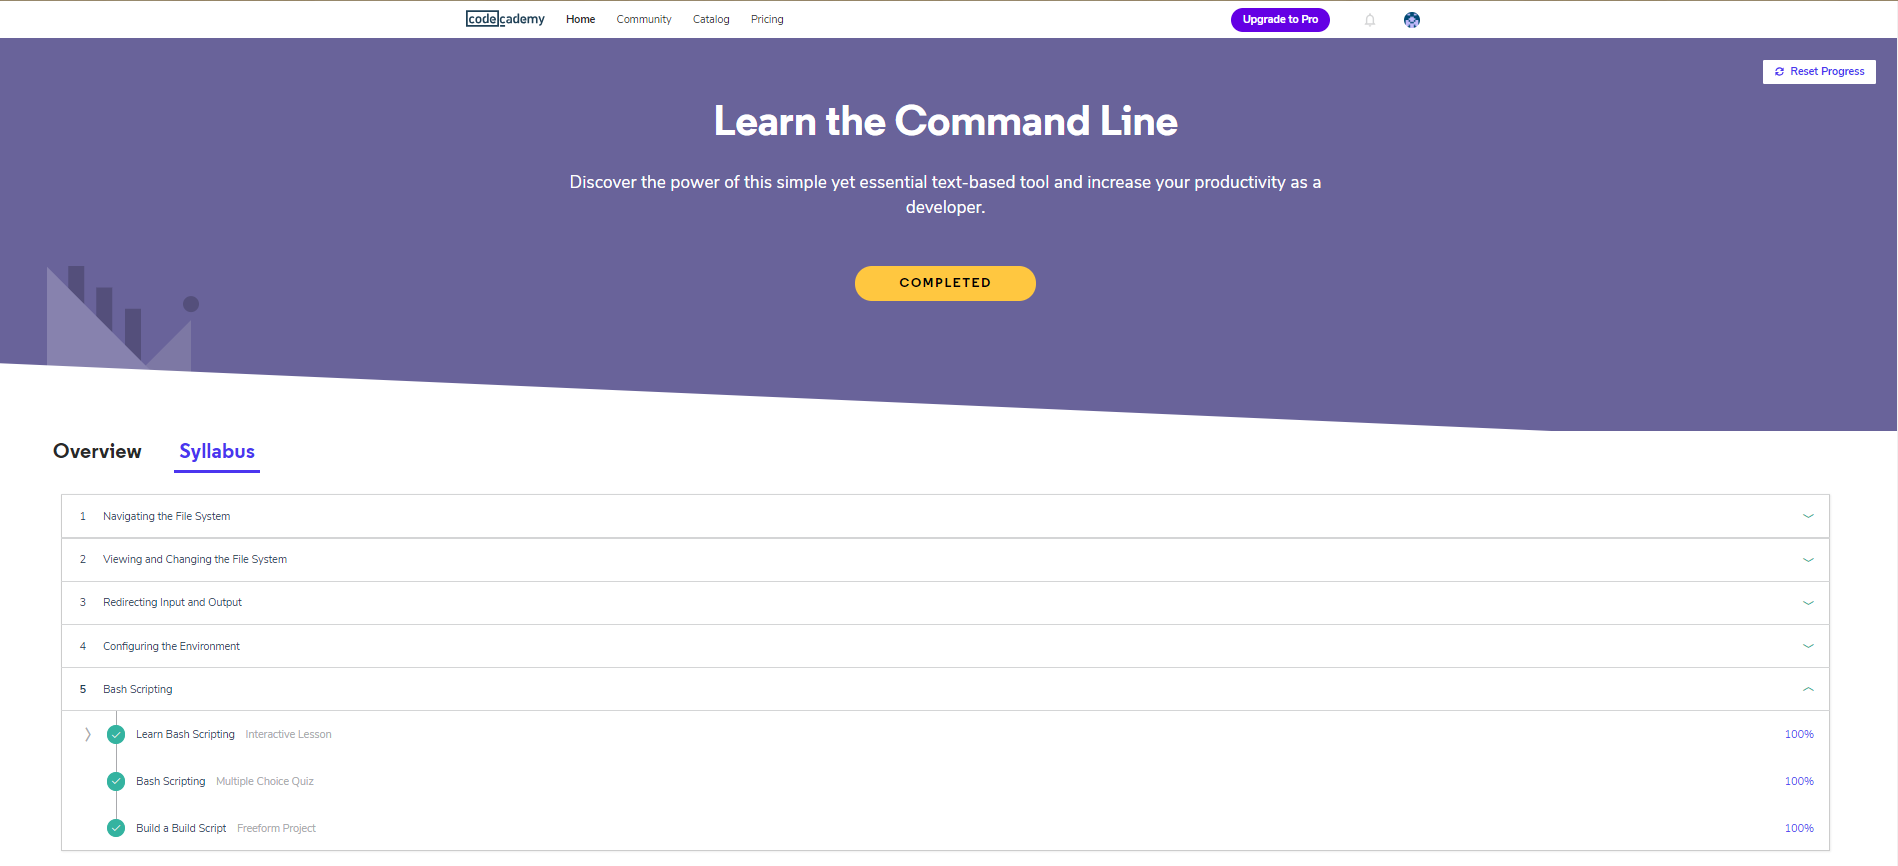 codecademy Home Community Catalog Pricing Upgrade to Pro
Reset Progress
Learn the Command Line
Discover the power of this simple yet essential text-based tool and increase your productivity as a
developer.
COMPLETED
Overview Syllabus
1 Navigating the File System
2 Viewing and Changing the File System
3 Redirecting Input and Output
4 Configuring the Environment
5 Bash Scripting
Learn Bash Scripting Interactive Lesson 100%
Bash Scripting Multiple Choice Quiz 100%
Build a Build Script Freeform Project 100%